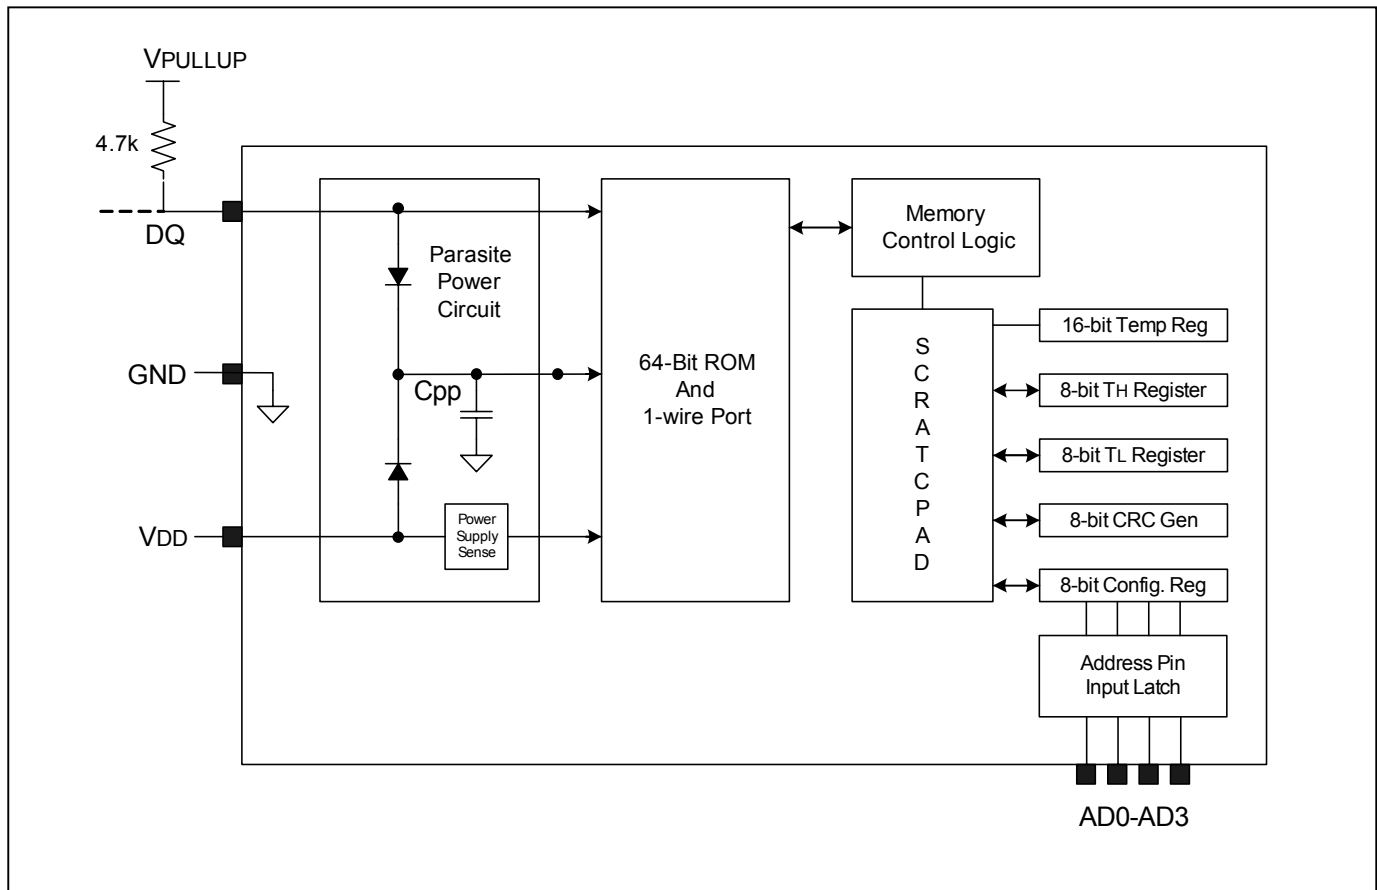 VPULLUP
4.7k
DQ
GND
VDD
Parasite
Power
Circuit
Cpp
Power
Supply
Sense
64-Bit ROM
And
1-wire Port
Memory
Control Logic
S
C
R
A
T
C
P
A
D
16-bit Temp Reg
8-bit TH Register
8-bit TL Register
8-bit CRC Gen
8-bit Config. Reg
Address Pin
Input Latch
AD0-AD3